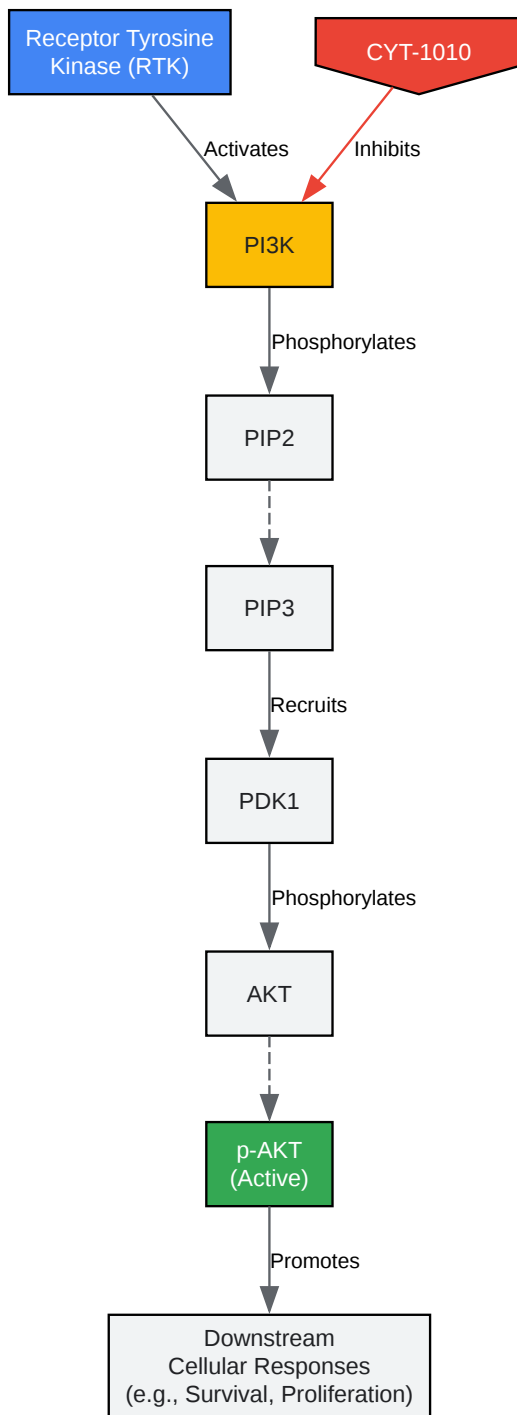 Receptor Tyrosine
Kinase (RTK)
CYT-1010
Activates
Inhibits
PI3K
Phosphorylates
PIP2
PIP3
Recruits
PDK1
Phosphorylates
AKT
p-AKT
(Active)
Promotes
Downstream
Cellular Responses
(e.g., Survival, Proliferation)